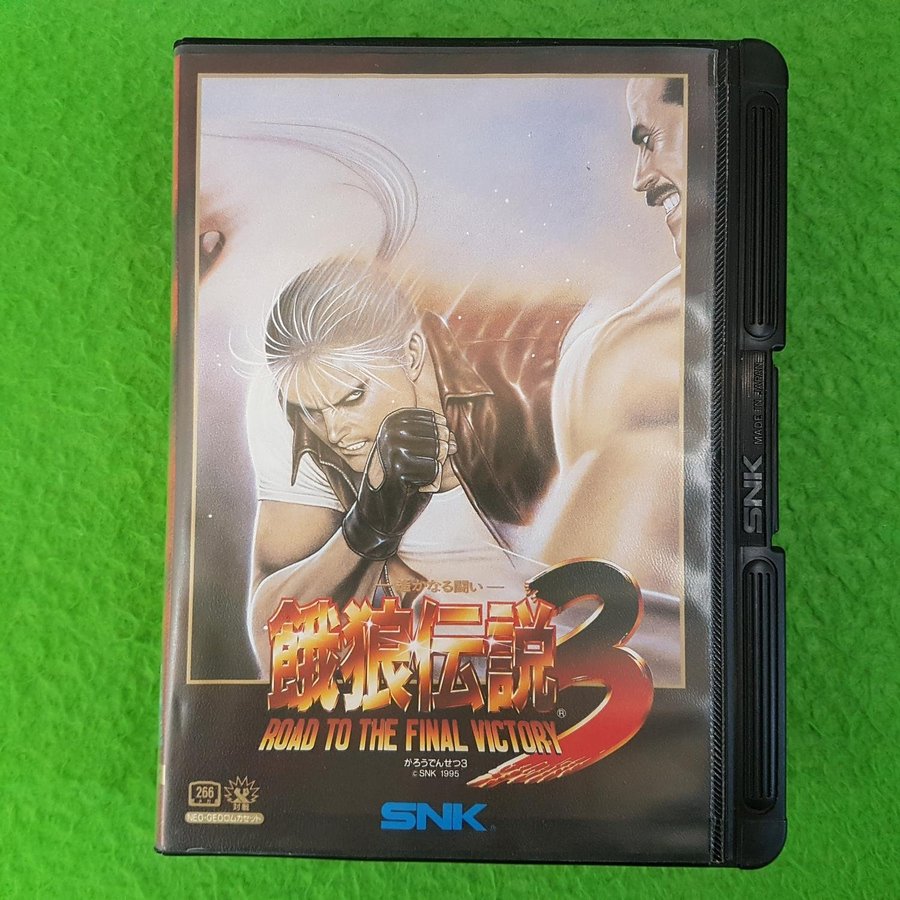 遥かなる闘い
餓狼伝説3
ROAD TO THE FINAL VICTORY®
がろうでんせつ3
© SNK 1995
266
対戦
NEO-GEOロムカセット
SNK
SNK
MADE IN JAPAN